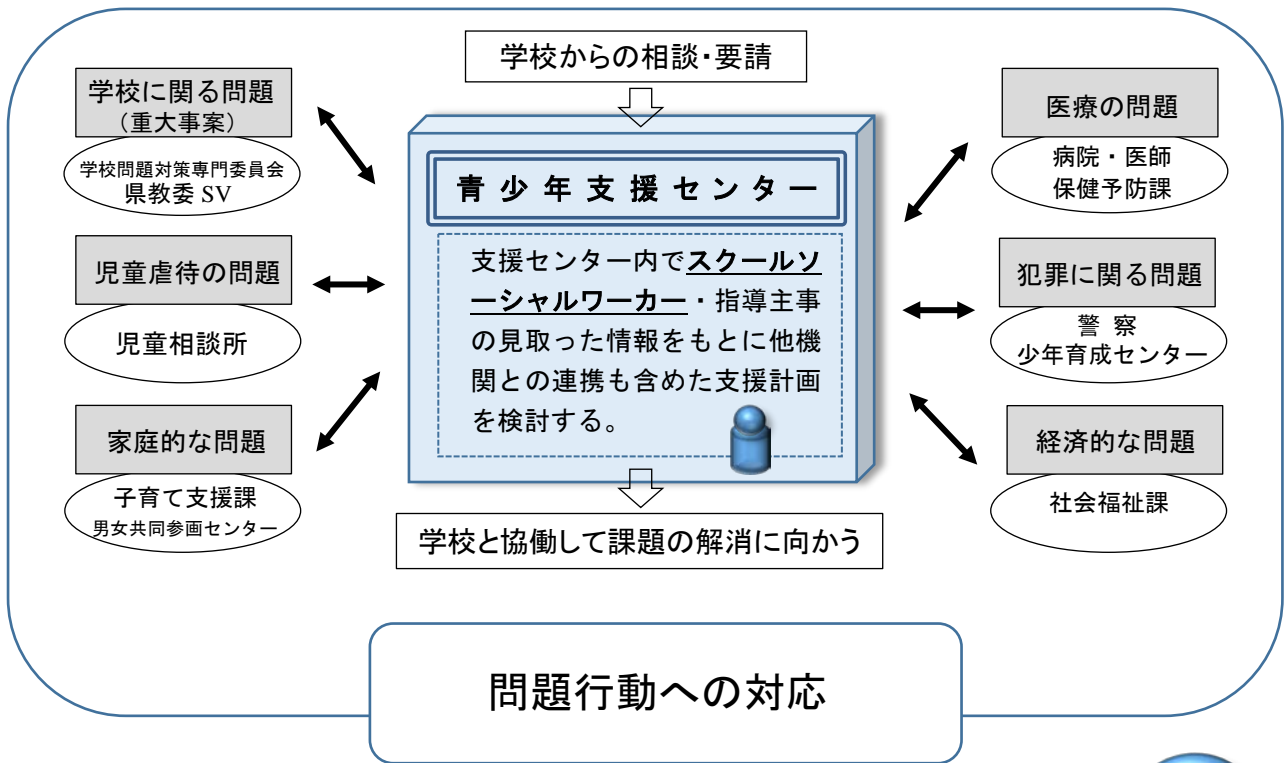 学校からの相談・要請
学校に関る問題
（重大事案）
学校問題対策専門委員会
県教委 SV
児童虐待の問題
児童相談所
家庭的な問題
子育て支援課
男女共同参画センター
青少年支援センター
支援センター内でスクールソ
ーシャルワーカー・指導主事
の見取った情報をもとに他機
関との連携も含めた支援計画
を検討する。
医療の問題
病院・医師
保健予防課
犯罪に関る問題
警 察
少年育成センター
経済的な問題
社会福祉課
学校と協働して課題の解消に向かう
問題行動への対応